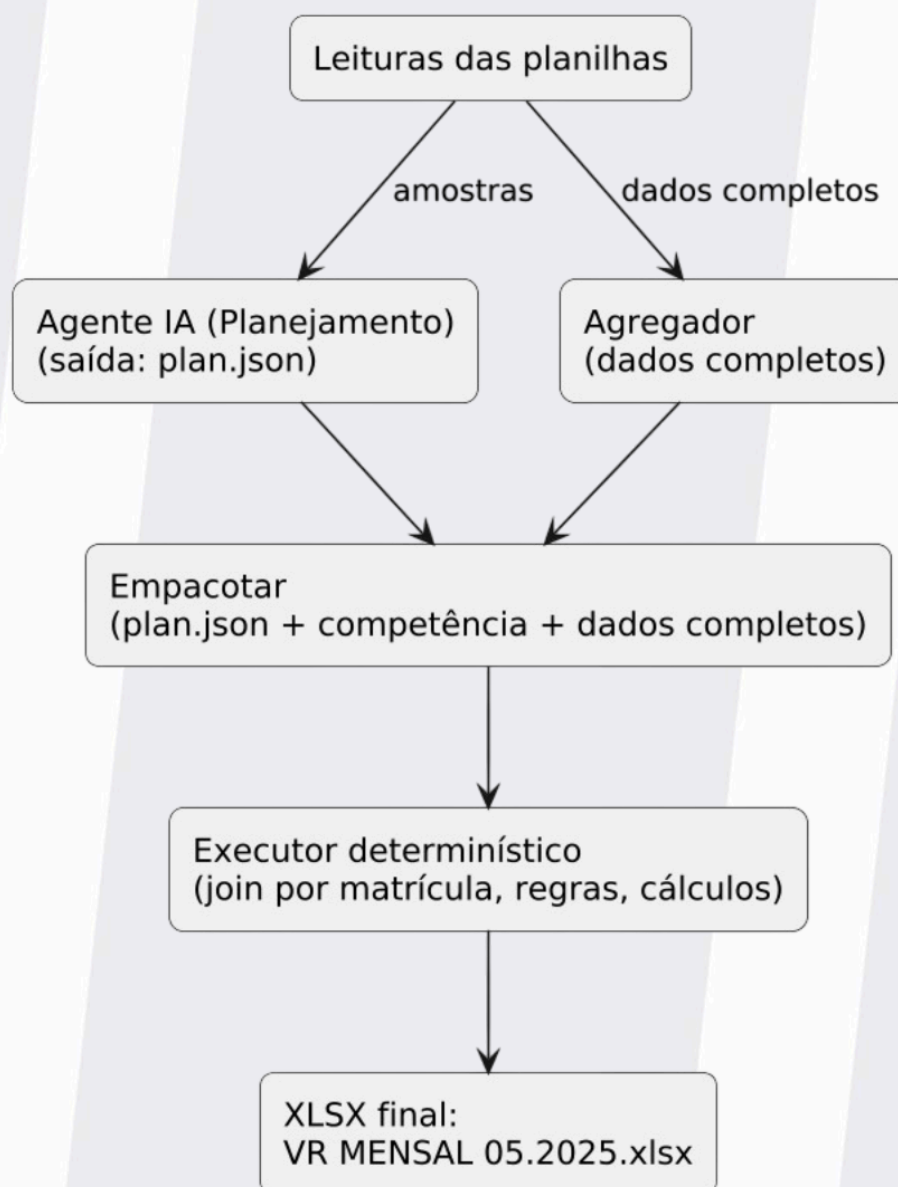 Leituras das planilhas
amostras
dados completos
Agente IA (Planejamento)
(saída: plan.json)
Agregador
(dados completos)
Empacotar
(plan.json + competência + dados completos)
Executor determinístico
(join por matrícula, regras, cálculos)
XLSX final:
VR MENSAL 05.2025.xlsx